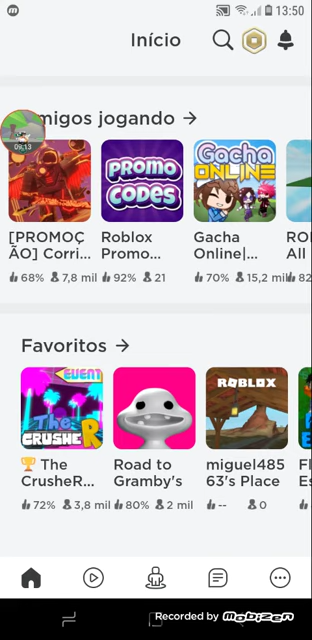 13:50
Início
09:13
migos jogando →
PROMO
CODES
Gacha
ONLINE
[PROMOÇ
ÃO] Corri...
Roblox
Promo...
Gacha
Online|...
RO
All
68% 7,8 mil
92% 21
70% 15,2 mil
82
Favoritos →
EVENT
The
CRUSHER
ROBLOX
🏆 The
CrusheR...
Road to
Gramby's
miguel485
63's Place
Fl
Es
72% 3,8 mil
80% 2 mil
-- 0
Recorded by mobizen